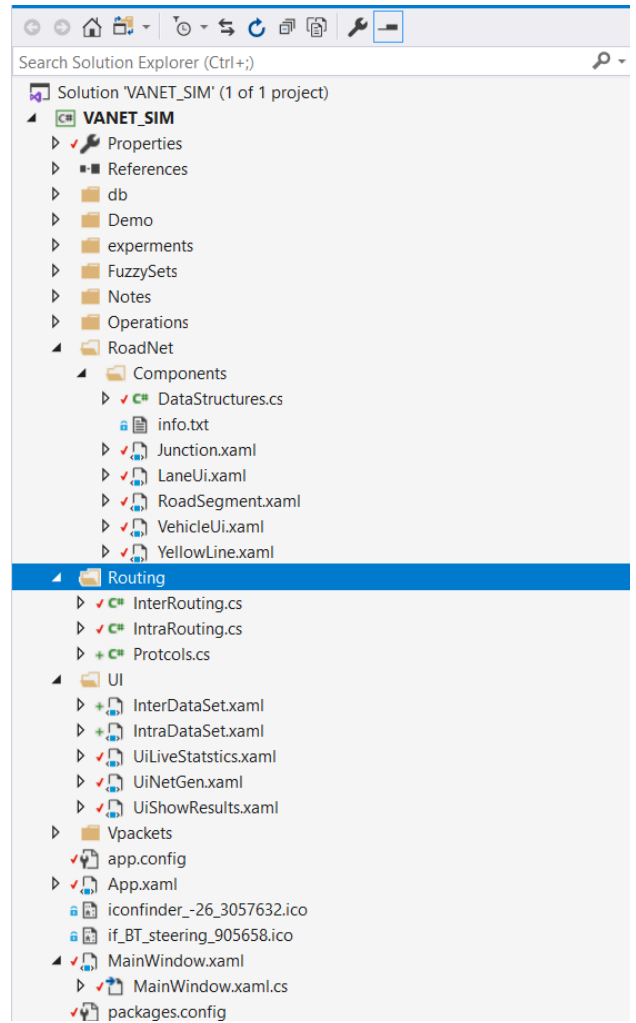 Search Solution Explorer (Ctrl+;)
Solution 'VANET_SIM' (1 of 1 project)
C# VANET_SIM
Properties
References
db
Demo
experments
FuzzySets
Notes
Operations
RoadNet
Components
C# DataStructures.cs
info.txt
Junction.xaml
LaneUi.xaml
RoadSegment.xaml
VehicleUi.xaml
YellowLine.xaml
Routing
C# InterRouting.cs
C# IntraRouting.cs
C# Protcols.cs
UI
InterDataSet.xaml
IntraDataSet.xaml
UiLiveStatstics.xaml
UiNetGen.xaml
UiShowResults.xaml
Vpackets
app.config
App.xaml
iconfinder_-26_3057632.ico
if_BT_steering_905658.ico
MainWindow.xaml
MainWindow.xaml.cs
packages.config